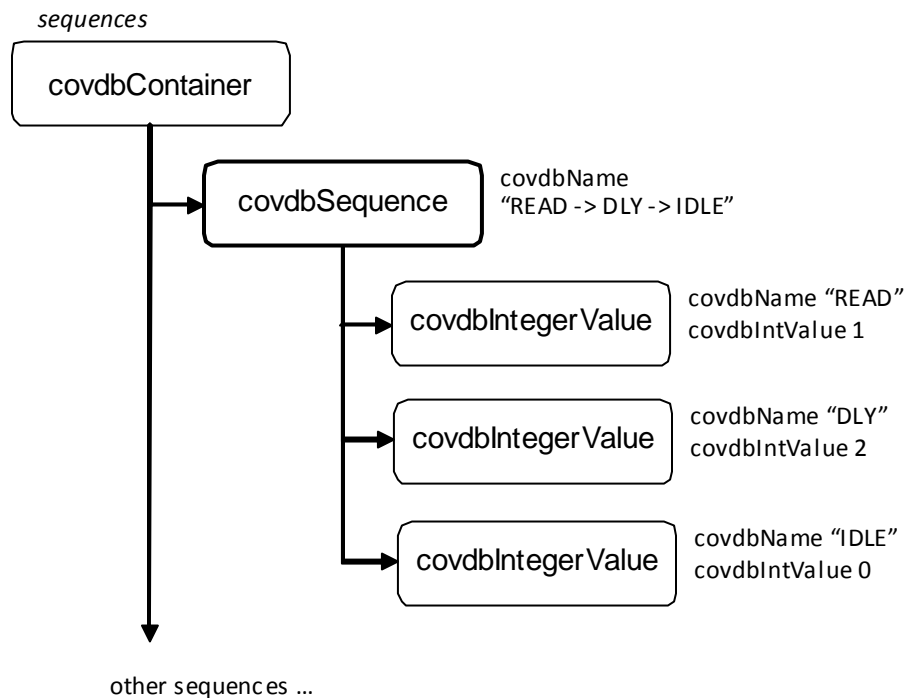 sequences
covdbContainer
covdbSequence
covdbName
“READ -> DLY -> IDLE”
covdbIntegerValue
covdbName “READ”
covdbIntValue 1
covdbIntegerValue
covdbName “DLY”
covdbIntValue 2
covdbIntegerValue
covdbName “IDLE”
covdbIntValue 0
other sequences ...